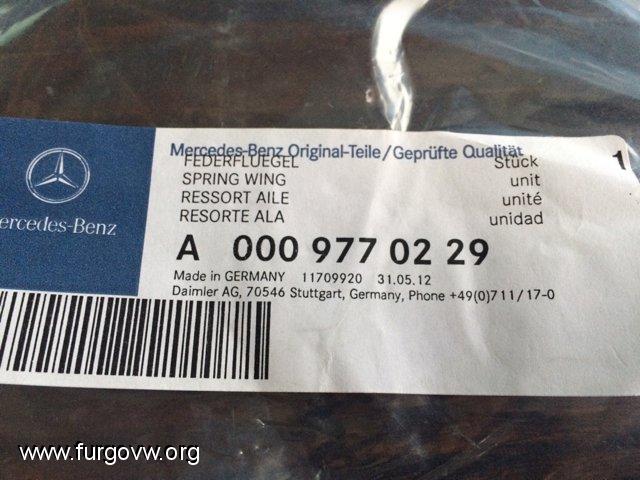 Mercedes-Benz Original-Teile/Geprüfte Qualität
FEDERFLUEGEL Stück 1
SPRING WING unit
RESSORT AILE unité
RESORTE ALA unidad
ercedes-Benz
A 000 977 02 29
Made in GERMANY 11709920 31.05.12
Daimler AG, 70546 Stuttgart, Germany, Phone +49(0)711/17-0
www.furgovw.org